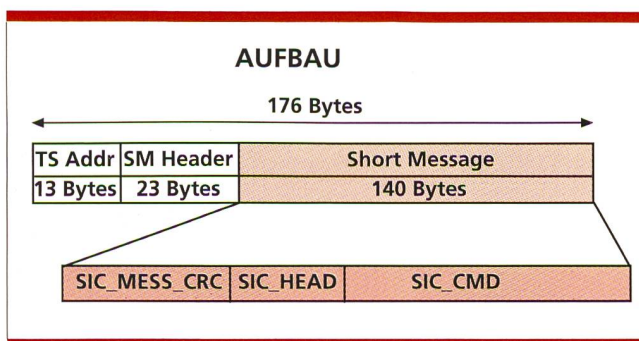 AUFBAU
176 Bytes
TS Addr SM Header Short Message
13 Bytes 23 Bytes 140 Bytes
SIC_MESS_CRC SIC_HEAD SIC_CMD